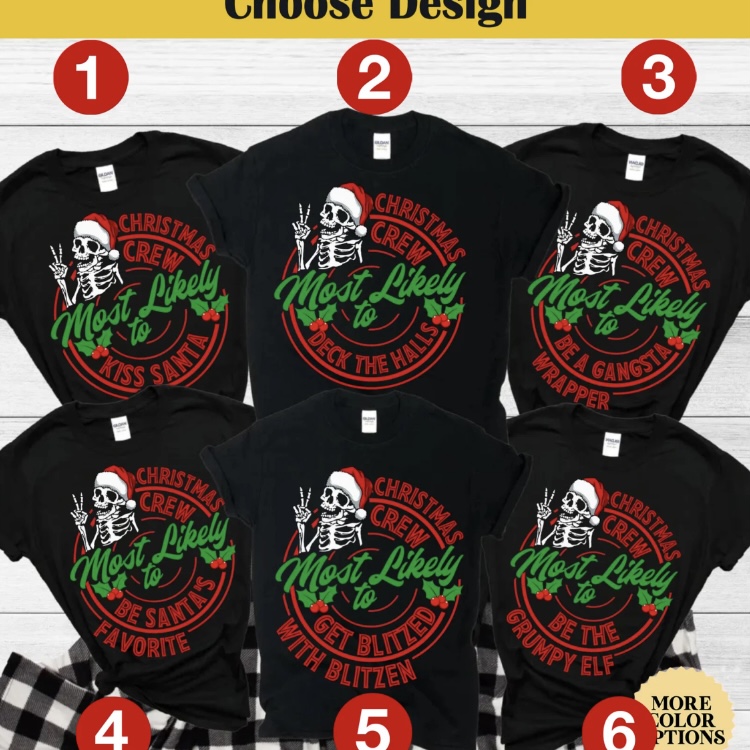 Choose Design
1
2
3
CHRISTMAS
CREW
Most Likely
to
KISS SANTA
CHRISTMAS
CREW
Most Likely
to
DECK THE HALLS
CHRISTMAS
CREW
Most Likely
to
BE A GANGSTA
WRAPPER
CHRISTMAS
CREW
Most Likely
to
BE SANTA'S
FAVORITE
CHRISTMAS
CREW
Most Likely
to
GET BLITZED
WITH BLITZEN
CHRISTMAS
CREW
Most Likely
to
BE THE
GRUMPY ELF
4
5
6
MORE
COLOR
OPTIONS